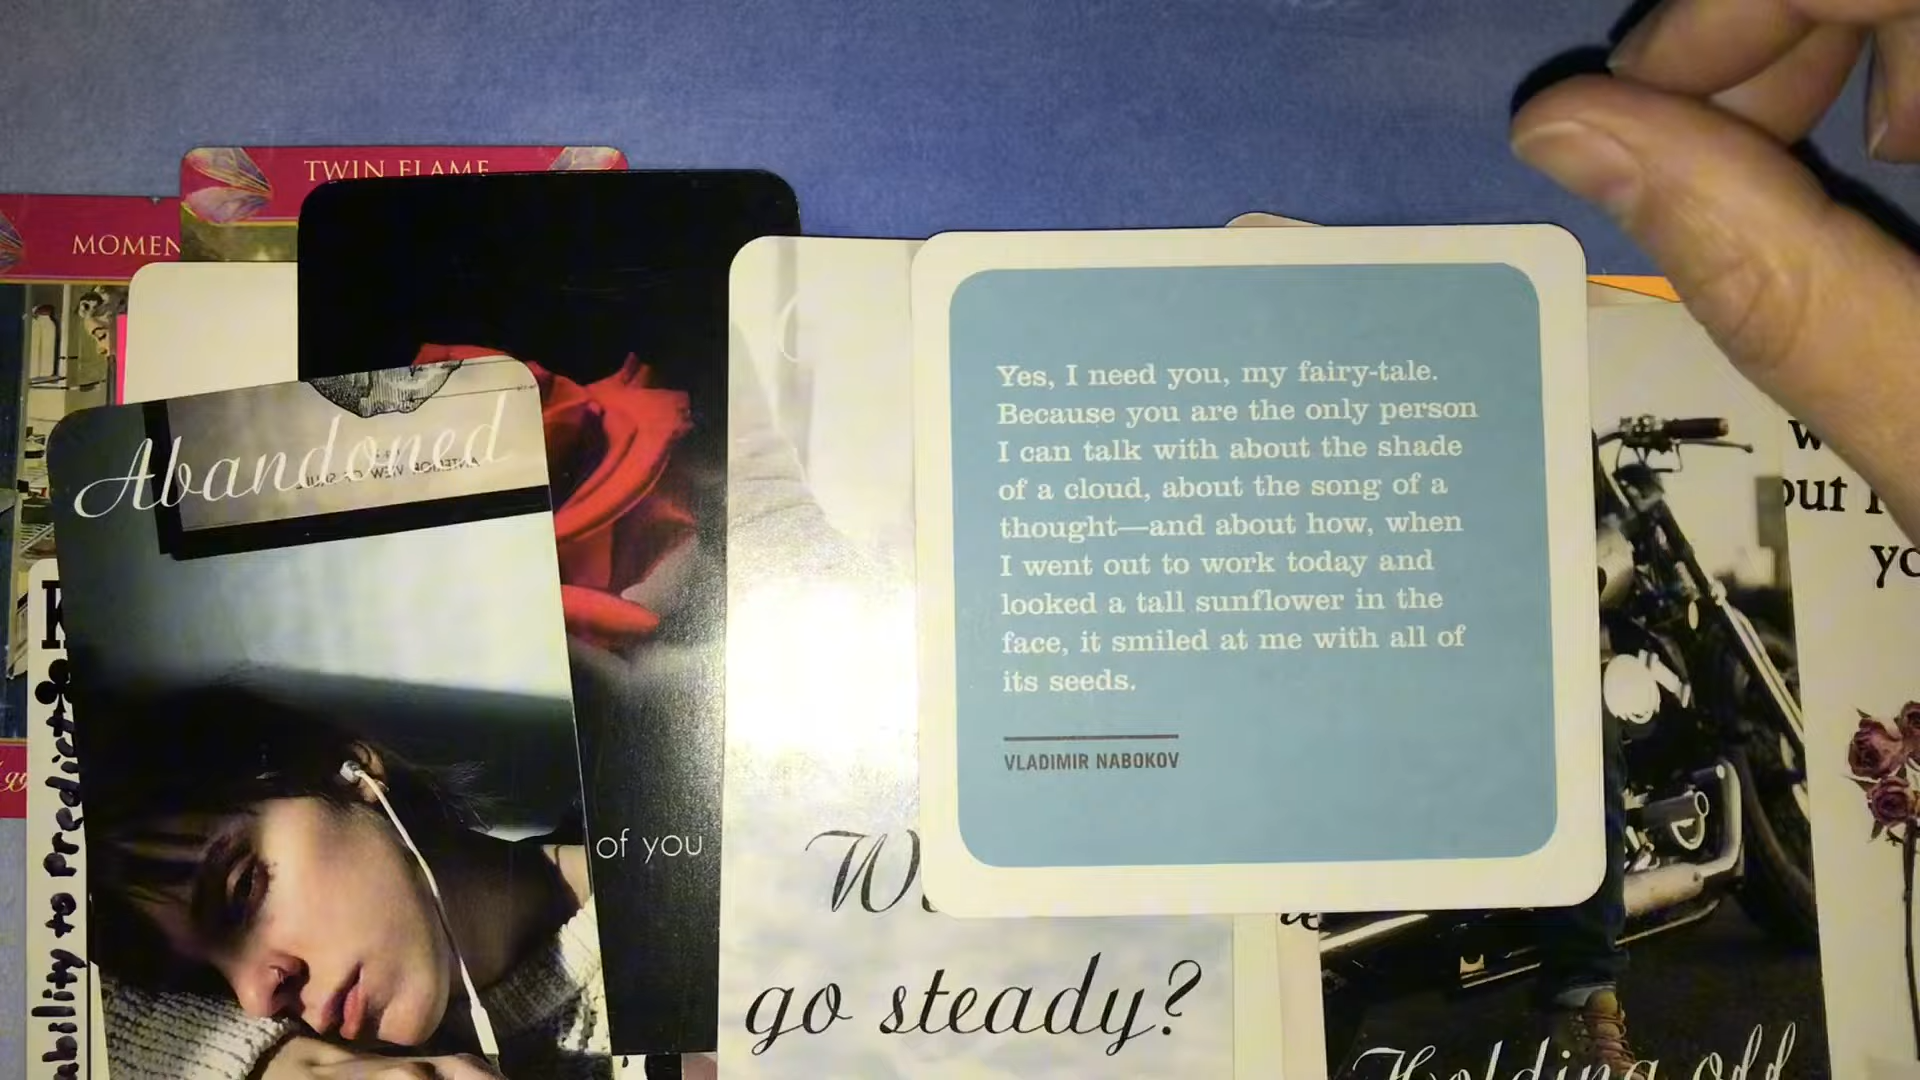 TWIN FLAME
MOMEN
Abandoned
of you
go steady?
Yes, I need you, my fairy-tale.
Because you are the only person
I can talk with about the shade
of a cloud, about the song of a
thought—and about how, when
I went out to work today and
looked a tall sunflower in the
face, it smiled at me with all of
its seeds.
VLADIMIR NABOKOV
Holding off
ability to Predict